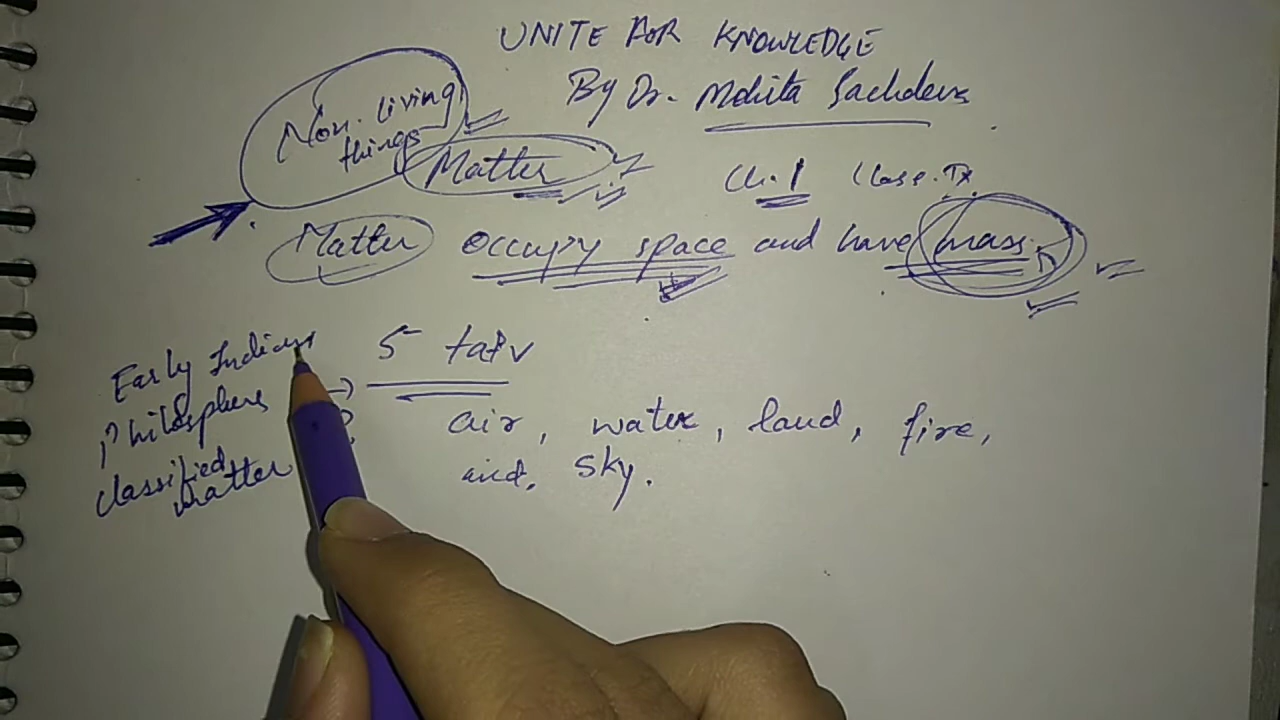 UNITE FOR KNOWLEDGE
By Dr. Mohita Sachdeva
Non-living
things
Matter
Ch.1 Class. IX
Matter occupy space and have mass.
Early Indians
Philosphers
classified
matter
5 tatv
air, water, land, fire,
and, sky.